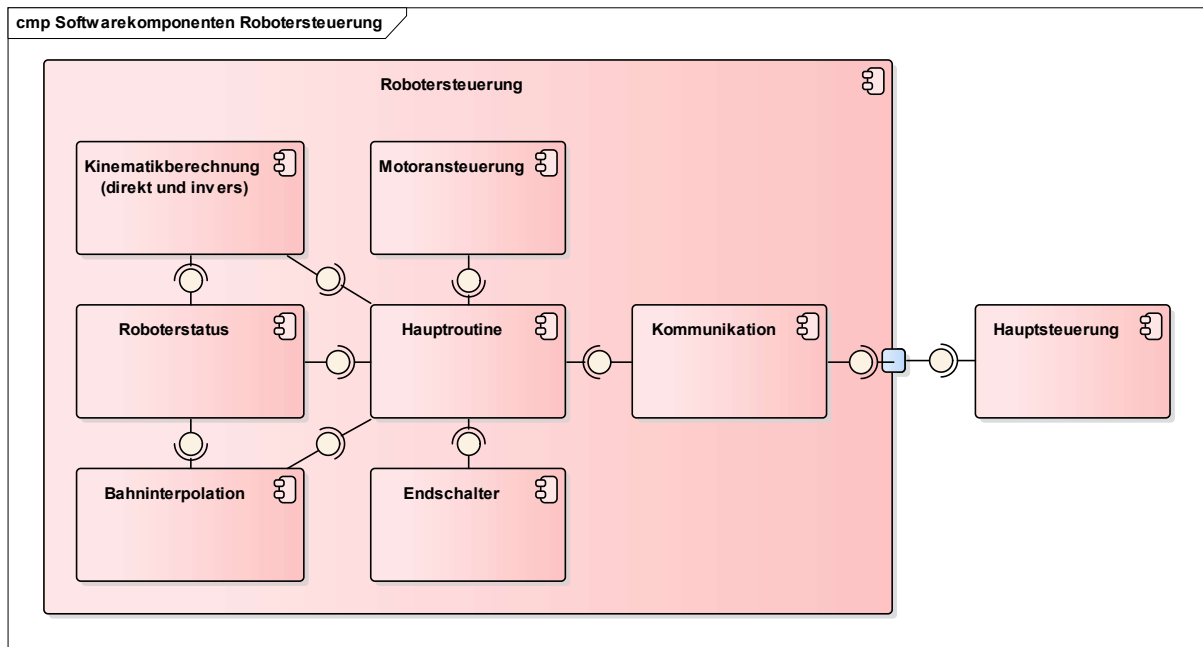 cmp Softwarekomponenten Robotersteuerung
Robotersteuerung
Kinematikberechnung
(direkt und invers)
Motoransteuerung
Roboterstatus
Hauptroutine
Kommunikation
Hauptsteuerung
Bahninterpolation
Endschalter